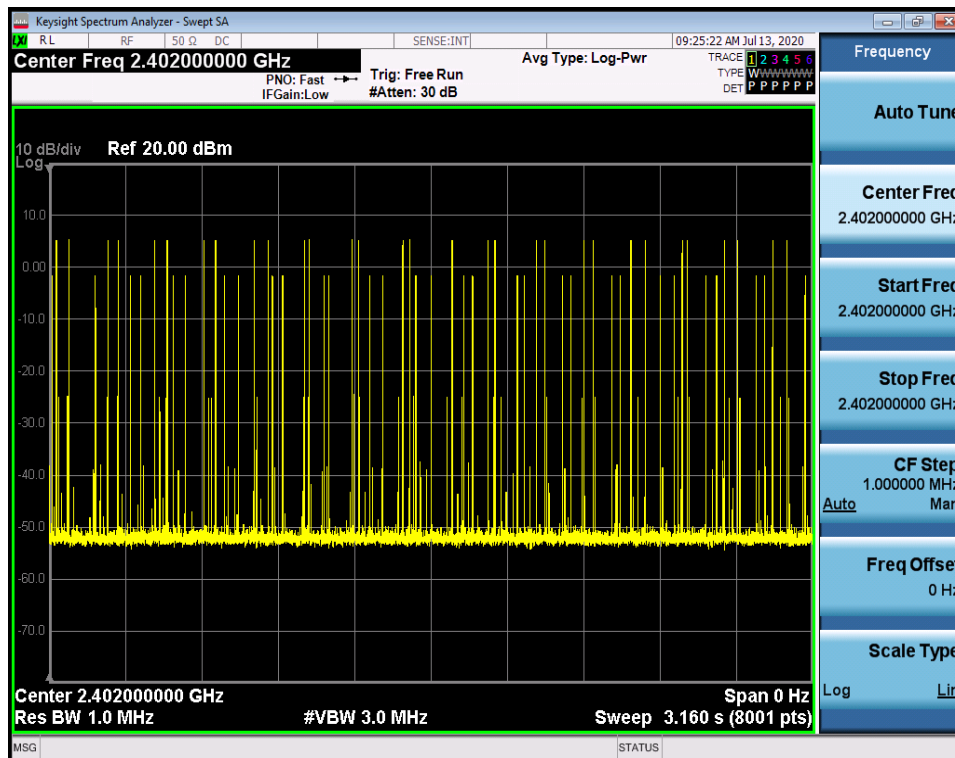 Keysight Spectrum Analyzer - Swept SA
LXI RL RF 50 Ω DC SENSE:INT 09:25:22 AM Jul 13, 2020
Center Freq 2.402000000 GHz
PNO: Fast
IFGain:Low
Trig: Free Run
#Atten: 30 dB
Avg Type: Log-Pwr
TRACE 1 2 3 4 5 6
TYPE WWWWWWW
DET P P P P P P
10 dB/div Ref 20.00 dBm
Log
10.0
0.00
-10.0
-20.0
-30.0
-40.0
-50.0
-60.0
-70.0
Center 2.402000000 GHz Span 0 Hz
Res BW 1.0 MHz #VBW 3.0 MHz Sweep 3.160 s (8001 pts)
MSG STATUS
Frequency
Auto Tune
Center Freq
2.402000000 GHz
Start Freq
2.402000000 GHz
Stop Freq
2.402000000 GHz
CF Step
1.000000 MHz
Auto Man
Freq Offset
0 Hz
Scale Type
Log Lin